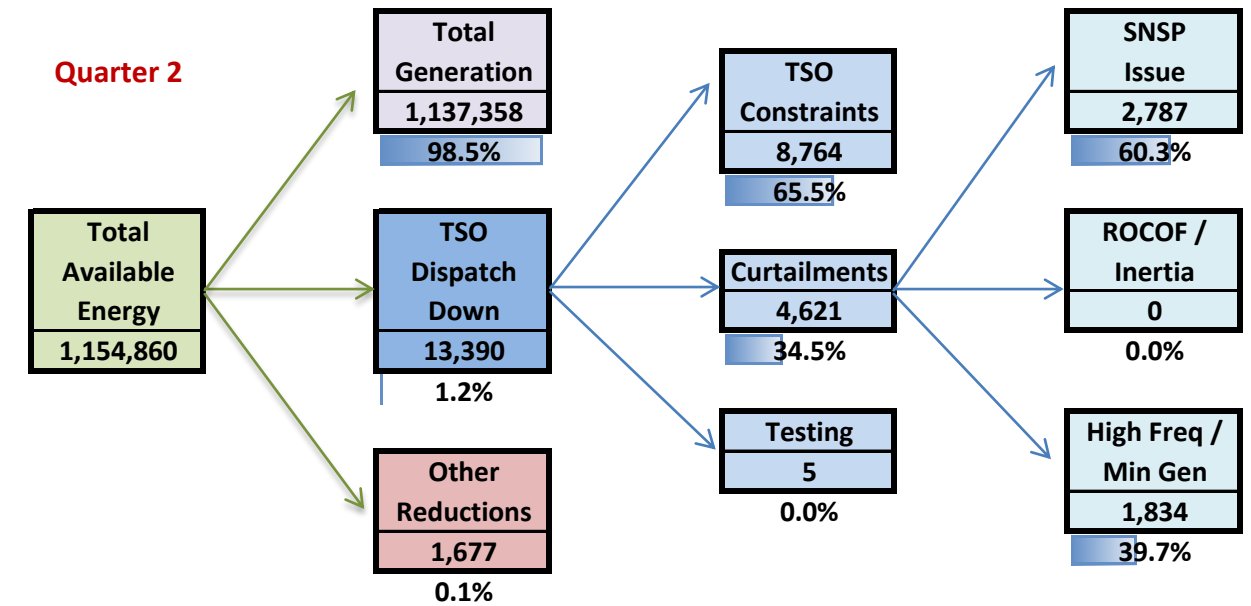 Quarter 2
Total
Available
Energy
1,154,860
Total
Generation
1,137,358
98.5%
TSO
Dispatch
Down
13,390
1.2%
Other
Reductions
1,677
0.1%
TSO
Constraints
8,764
65.5%
Curtailments
4,621
34.5%
Testing
5
0.0%
SNSP
Issue
2,787
60.3%
ROCOF /
Inertia
0
0.0%
High Freq /
Min Gen
1,834
39.7%